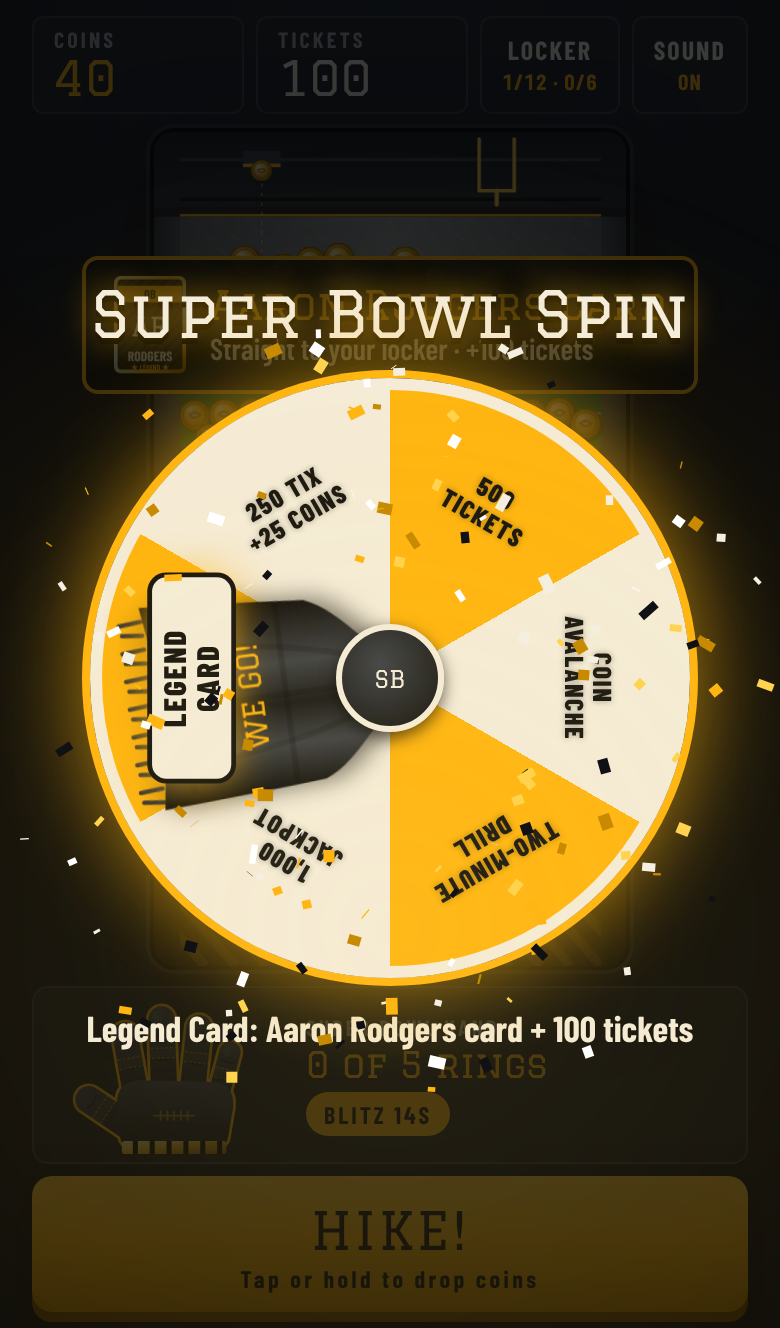 COINS
40
TICKETS
100
LOCKER
1/12 · 0/6
SOUND
ON
SUPER BOWL SPIN
AARON RODGERS
RODGERS
LEGEND
Straight to your locker · +100 tickets
250 TIX
+25 COINS
500
TICKETS
LEGEND
CARD
WE GO!
SB
COIN
AVALANCHE
1,000
JACKPOT
TWO-MINUTE
DRILL
Legend Card: Aaron Rodgers card + 100 tickets
0 OF 5 RINGS
BLITZ 14S
HIKE!
Tap or hold to drop coins